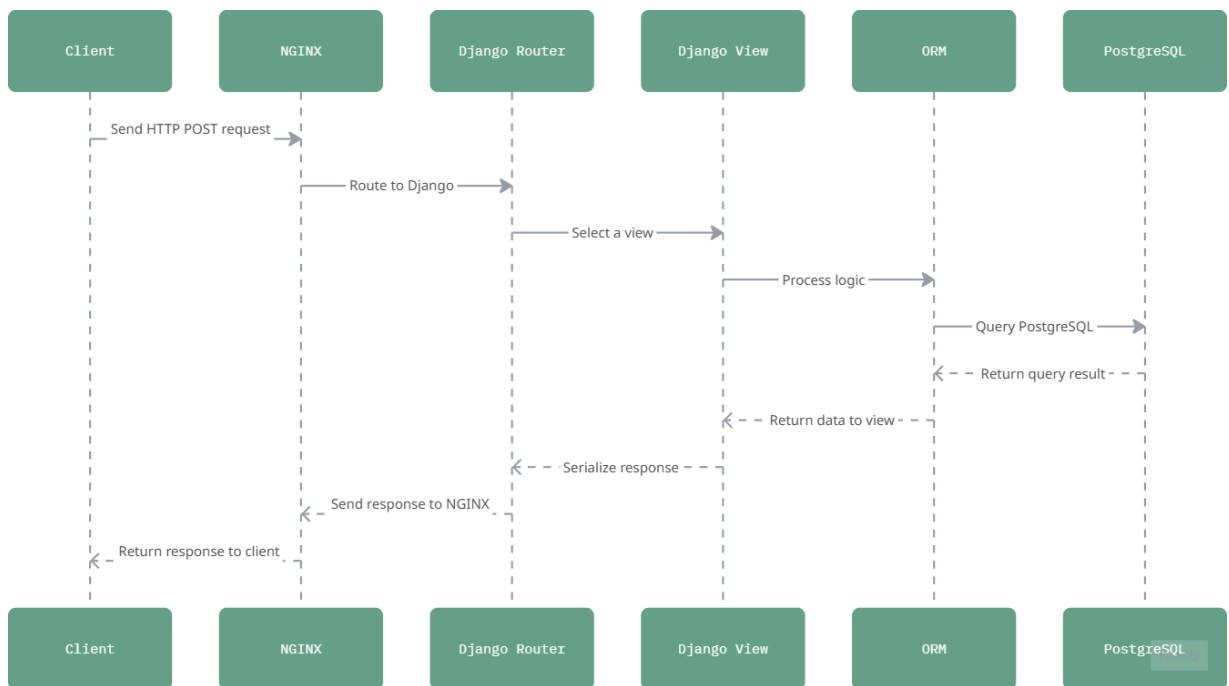 Client NGINX Django Router Django View ORM PostgreSQL
Send HTTP POST request
Route to Django
Select a view
Process logic
Query PostgreSQL
Return query result
Return data to view
Serialize response
Send response to NGINX
Return response to client
Client NGINX Django Router Django View ORM PostgreSQL